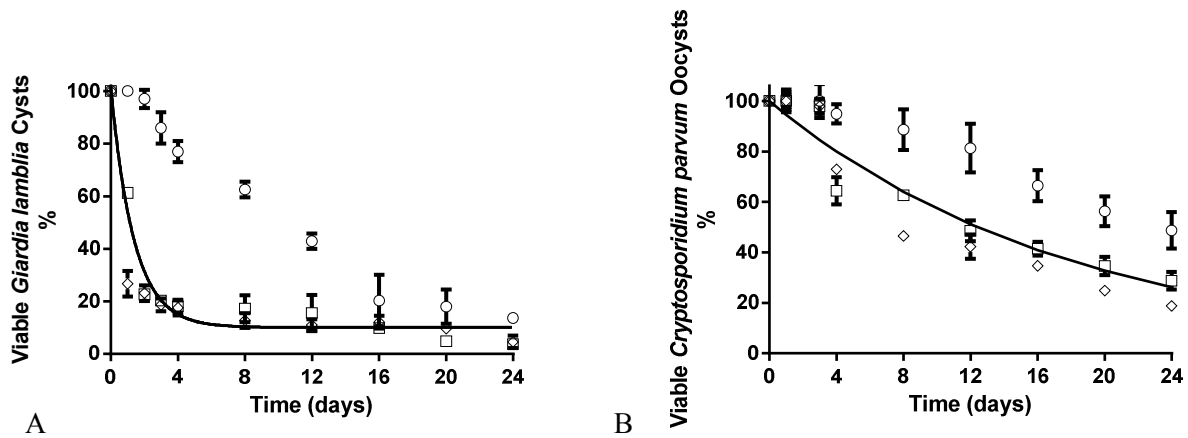 Viable Giardia lamblia Cysts
%
100
80
60
40
20
0
0 4 8 12 16 20 24
Time (days)
A
Viable Cryptosporidium parvum Oocysts
%
100
80
60
40
20
0
0 4 8 12 16 20 24
Time (days)
B